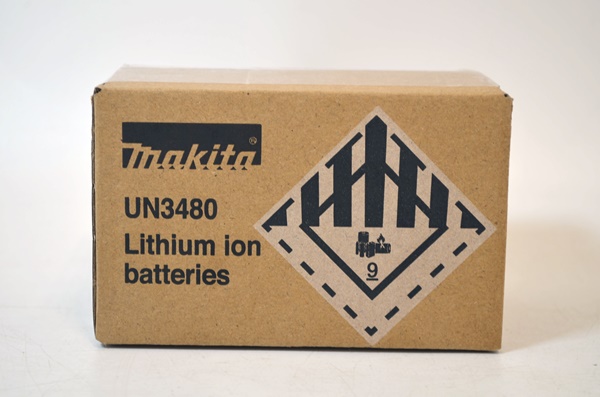 makita®
UN3480
Lithium ion
batteries
9